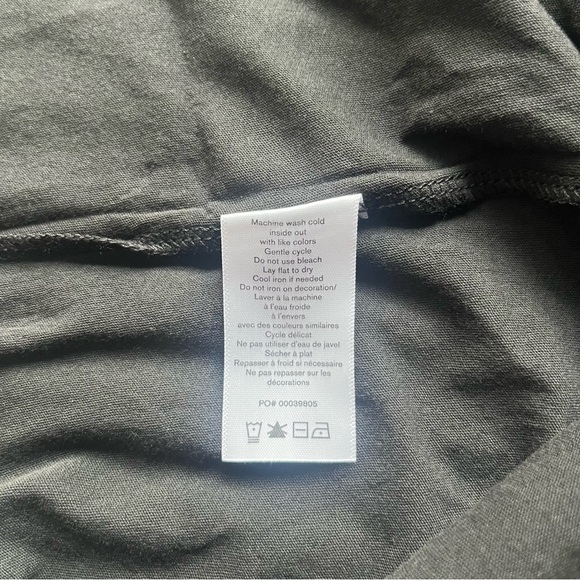 Machine wash cold
inside out
with like colors
Gentle cycle
Do not use bleach
Lay flat to dry
Cool iron if needed
Do not iron on decoration/
Laver à la machine
à l'eau froide
à l'envers
avec des couleurs similaires
Cycle délicat
Ne pas utiliser d'eau de javel
Sécher à plat
Repasser à froid si nécessaire
Ne pas repasser sur les
décorations
PO# 00039805